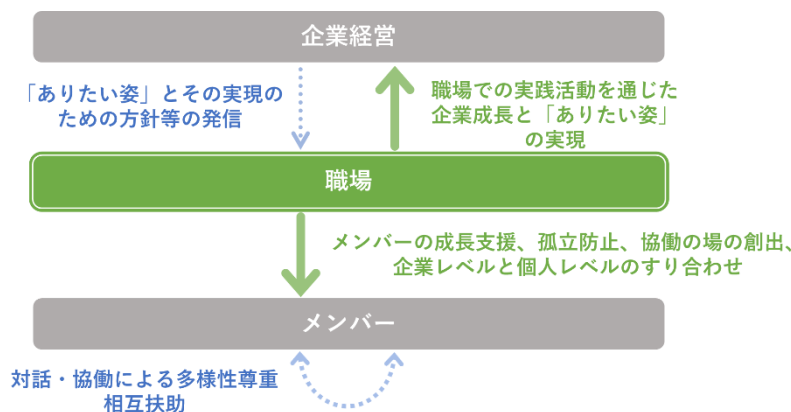 企業経営
「ありたい姿」とその実現の
ための方針等の発信
職場での実践活動を通じた
企業成長と「ありたい姿」
の実現
職場
メンバーの成長支援、孤立防止、協働の場の創出、
企業レベルと個人レベルのすり合わせ
メンバー
対話・協働による多様性尊重
相互扶助